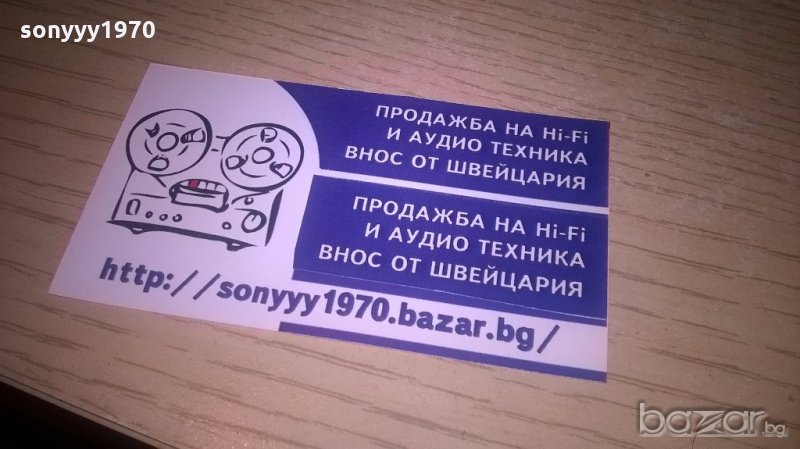 sonyyy1970
ПРОДАЖБА НА Hi-Fi
И АУДИО ТЕХНИКА
ВНОС ОТ ШВЕЙЦАРИЯ
ПРОДАЖБА НА Hi-Fi
И АУДИО ТЕХНИКА
ВНОС ОТ ШВЕЙЦАРИЯ
http://sonyyy1970.bazar.bg/
bazar.bg